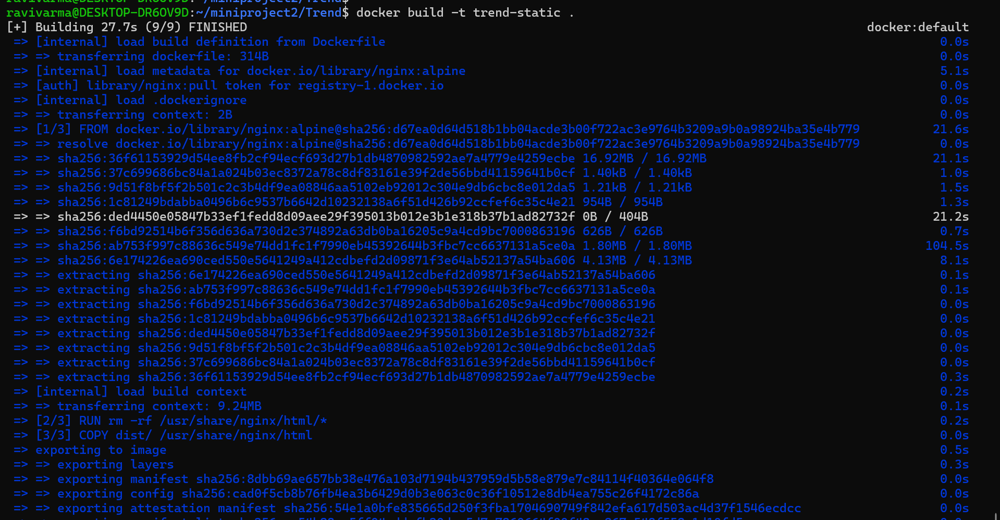 ravivarma@DESKTOP-DR6OV9D:~/miniproject2/Trend$
ravivarma@DESKTOP-DR6OV9D:~/miniproject2/Trend$ docker build -t trend-static .
[+] Building 27.7s (9/9) FINISHED docker:default
=> [internal] load build definition from Dockerfile 0.0s
=> => transferring dockerfile: 314B 0.0s
=> [internal] load metadata for docker.io/library/nginx:alpine 5.1s
=> [auth] library/nginx:pull token for registry-1.docker.io 0.0s
=> [internal] load .dockerignore 0.0s
=> => transferring context: 2B 0.0s
=> [1/3] FROM docker.io/library/nginx:alpine@sha256:d67ea0d64d518b1bb04acde3b00f722ac3e9764b3209a9b0a98924ba35e4b779 21.6s
=> => resolve docker.io/library/nginx:alpine@sha256:d67ea0d64d518b1bb04acde3b00f722ac3e9764b3209a9b0a98924ba35e4b779 0.0s
=> => sha256:36f61153929d54ee8fb2cf94ecf693d27b1db4870982592ae7a4779e4259ecbe 16.92MB / 16.92MB 21.1s
=> => sha256:37c699686bc84a1a024b03ec8372a78c8df83161e39f2de56bbd41159641b0cf 1.40kB / 1.40kB 1.0s
=> => sha256:9d51f8bf5f2b501c2c3b4df9ea08846aa5102eb92012c304e9db6cbc8e012da5 1.21kB / 1.21kB 1.5s
=> => sha256:1c81249bdabba0496b6c9537b6642d10232138a6f51d426b92ccfef6c35c4e21 954B / 954B 1.3s
=> => sha256:ded4450e05847b33ef1fedd8d09aee29f395013b012e3b1e318b37b1ad82732f 0B / 404B 21.2s
=> => sha256:f6bd92514b6f356d636a730d2c374892a63db0ba16205c9a4cd9bc7000863196 626B / 626B 0.7s
=> => sha256:ab753f997c88636c549e74dd1fc1f7990eb45392644b3fbc7cc6637131a5ce0a 1.80MB / 1.80MB 104.5s
=> => sha256:6e174226ea690ced550e5641249a412cdbefd2d09871f3e64ab52137a54ba606 4.13MB / 4.13MB 8.1s
=> => extracting sha256:6e174226ea690ced550e5641249a412cdbefd2d09871f3e64ab52137a54ba606 0.1s
=> => extracting sha256:ab753f997c88636c549e74dd1fc1f7990eb45392644b3fbc7cc6637131a5ce0a 0.1s
=> => extracting sha256:f6bd92514b6f356d636a730d2c374892a63db0ba16205c9a4cd9bc7000863196 0.0s
=> => extracting sha256:1c81249bdabba0496b6c9537b6642d10232138a6f51d426b92ccfef6c35c4e21 0.0s
=> => extracting sha256:ded4450e05847b33ef1fedd8d09aee29f395013b012e3b1e318b37b1ad82732f 0.0s
=> => extracting sha256:9d51f8bf5f2b501c2c3b4df9ea08846aa5102eb92012c304e9db6cbc8e012da5 0.0s
=> => extracting sha256:37c699686bc84a1a024b03ec8372a78c8df83161e39f2de56bbd41159641b0cf 0.0s
=> => extracting sha256:36f61153929d54ee8fb2cf94ecf693d27b1db4870982592ae7a4779e4259ecbe 0.3s
=> [internal] load build context 0.2s
=> => transferring context: 9.24MB 0.1s
=> [2/3] RUN rm -rf /usr/share/nginx/html/* 0.2s
=> [3/3] COPY dist/ /usr/share/nginx/html 0.0s
=> exporting to image 0.5s
=> => exporting layers 0.3s
=> => exporting manifest sha256:8dbb69ae657bb38e476a103d7194b437959d5b58e879e7c84114f40364e064f8 0.0s
=> => exporting config sha256:cad0f5cb8b76fb4ea3b6429d0b3e063c0c36f10512e8db4ea755c26f4172c86a 0.0s
=> => exporting attestation manifest sha256:54e1a0bfe835665d250f3fba1704690749f842efa617d503ac4d37f1546ecdcc 0.0s